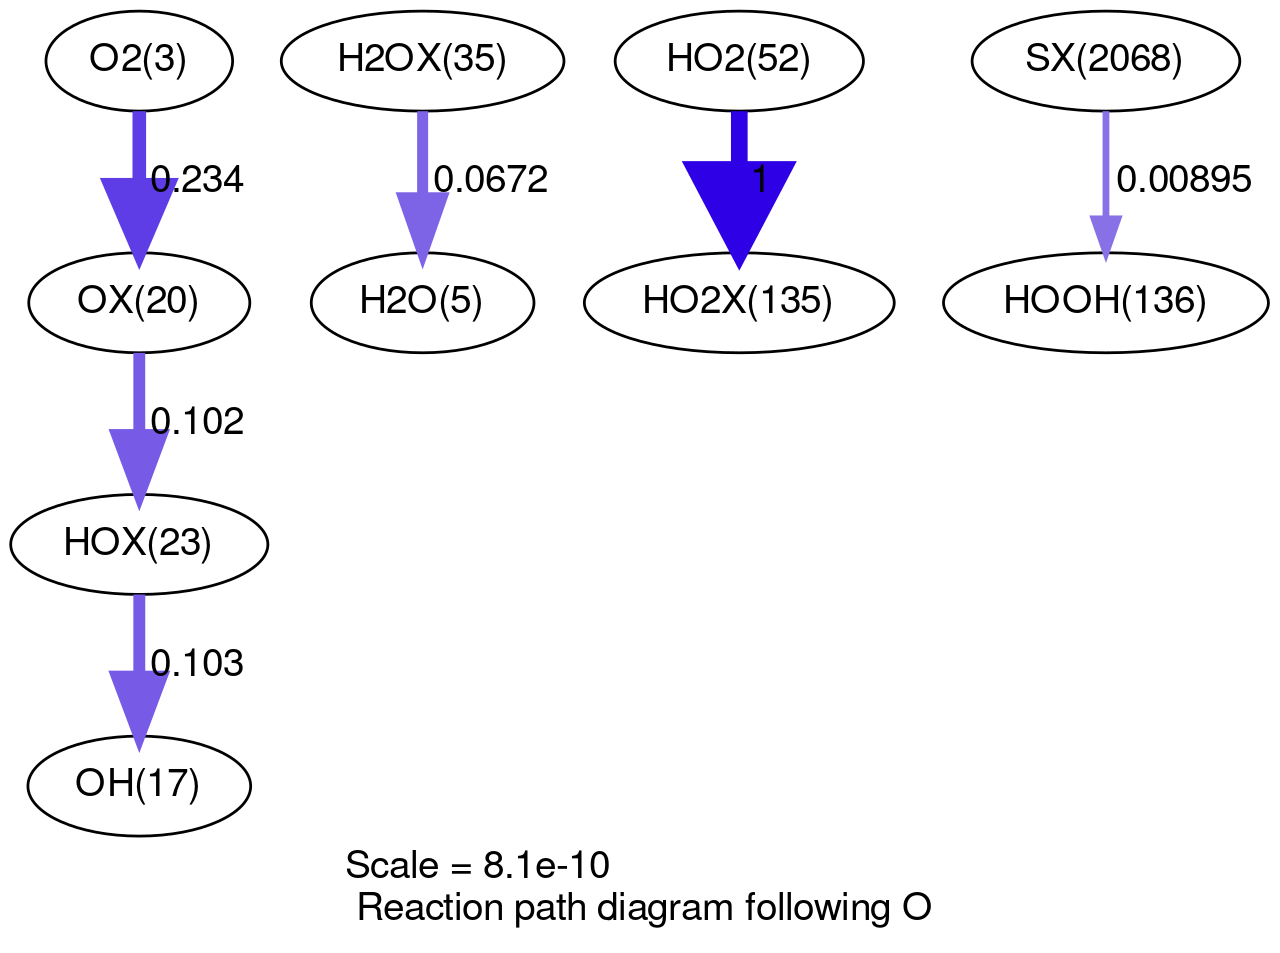 O2(3)
H2OX(35)
HO2(52)
SX(2068)
0.234
0.0672
1
0.00895
OX(20)
H2O(5)
HO2X(135)
HOOH(136)
0.102
HOX(23)
0.103
OH(17)
Scale = 8.1e-10
Reaction path diagram following O